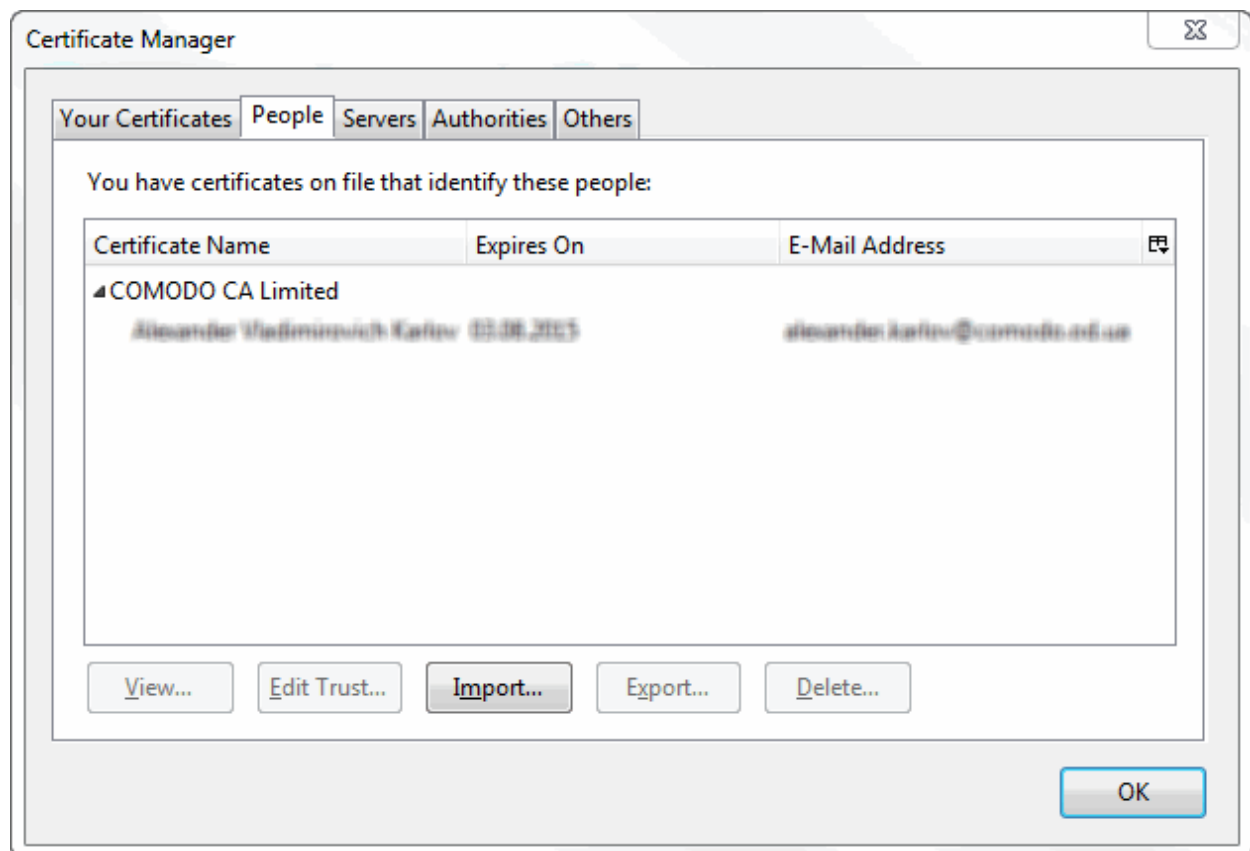 Certificate Manager
Your Certificates People Servers Authorities Others
You have certificates on file that identify these people:
Certificate Name Expires On E-Mail Address
COMODO CA Limited
View... Edit Trust... Import... Export... Delete...
OK